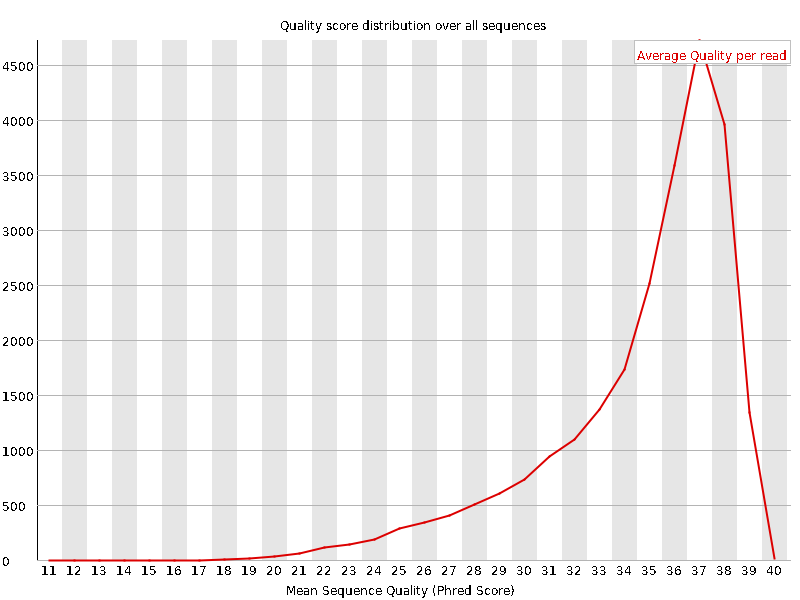 Quality score distribution over all sequences
Average Quality per read
4500
4000
3500
3000
2500
2000
1500
1000
500
0
11 12 13 14 15 16 17 18 19 20 21 22 23 24 25 26 27 28 29 30 31 32 33 34 35 36 37 38 39 40
Mean Sequence Quality (Phred Score)